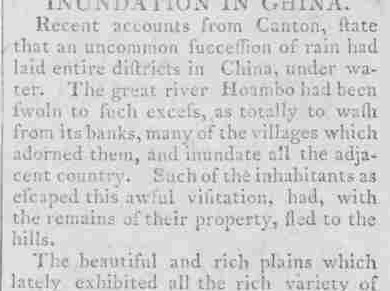 INUNDATION IN CHINA.
Recent accounts from Canton, ſtate
that an uncommon ſucceſſion of rain had
laid entire diſtricts in China, under wa-
ter. The great river Hoambo had been
ſwoln to ſuch exceſs, as totally to waſh
from its banks, many of the villages which
adorned them, and inundate all the adja-
cent country. Such of the inhabitants as
eſcaped this awful viſitation, had, with
the remains of their property, fled to the
hills.
The beautiful and rich plains which
lately exhibited all the rich variety of